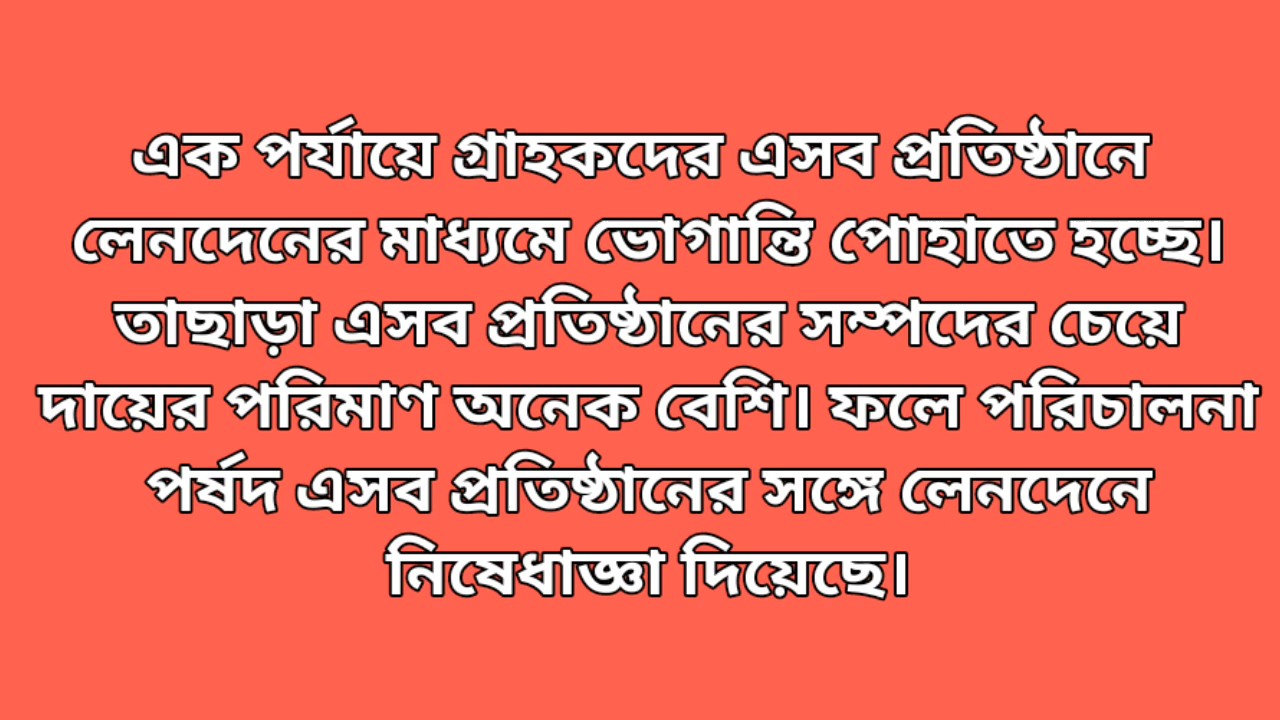 এক পর্যায়ে গ্রাহকদের এসব প্রতিষ্ঠানে
লেনদেনের মাধ্যমে ভোগান্তি পোহাতে হচ্ছে।
তাছাড়া এসব প্রতিষ্ঠানের সম্পদের চেয়ে
দায়ের পরিমাণ অনেক বেশি। ফলে পরিচালনা
পর্ষদ এসব প্রতিষ্ঠানের সঙ্গে লেনদেনে
নিষেধাজ্ঞা দিয়েছে।